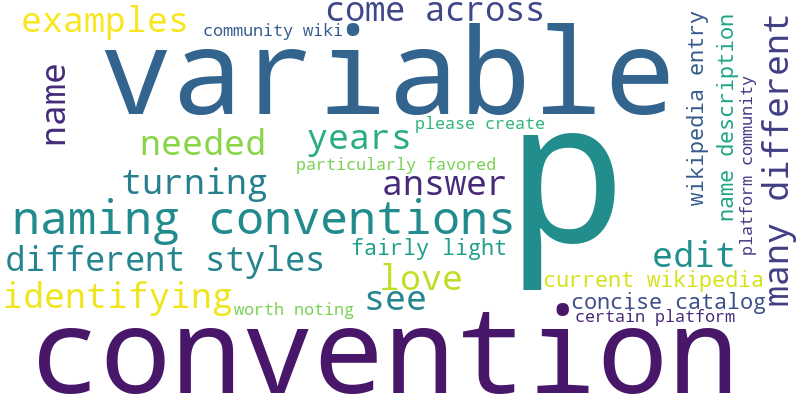 come across
examples
community wiki
variable
name
please create
years
needed
particularly favored
p
turning
answer
naming conventions
different styles
fairly light
edit
love
current wikipedia
identifying
see
concise catalog
worth noting
certain platform
convention
wikipedia entry
name description
platform community
many different